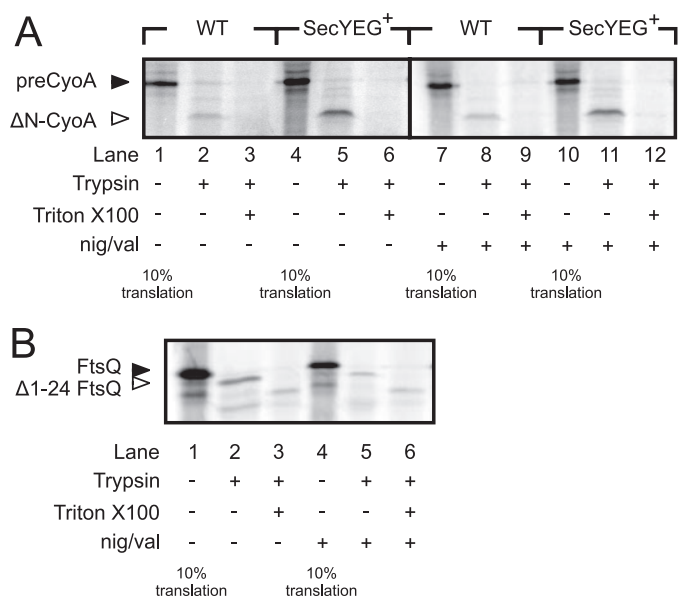 A
WT SecYEG+ WT SecYEG+
preCyoA
ΔN-CyoA
Lane 1 2 3 4 5 6 7 8 9 10 11 12
Trypsin - + + - + + - + + - + +
Triton X100 - - + - - + - - + - - +
nig/val - - - - - - + + + + + +
10% translation 10% translation 10% translation 10% translation
B
FtsQ
Δ1-24 FtsQ
Lane 1 2 3 4 5 6
Trypsin - + + - + +
Triton X100 - - + - - +
nig/val - - - + + +
10% translation 10% translation